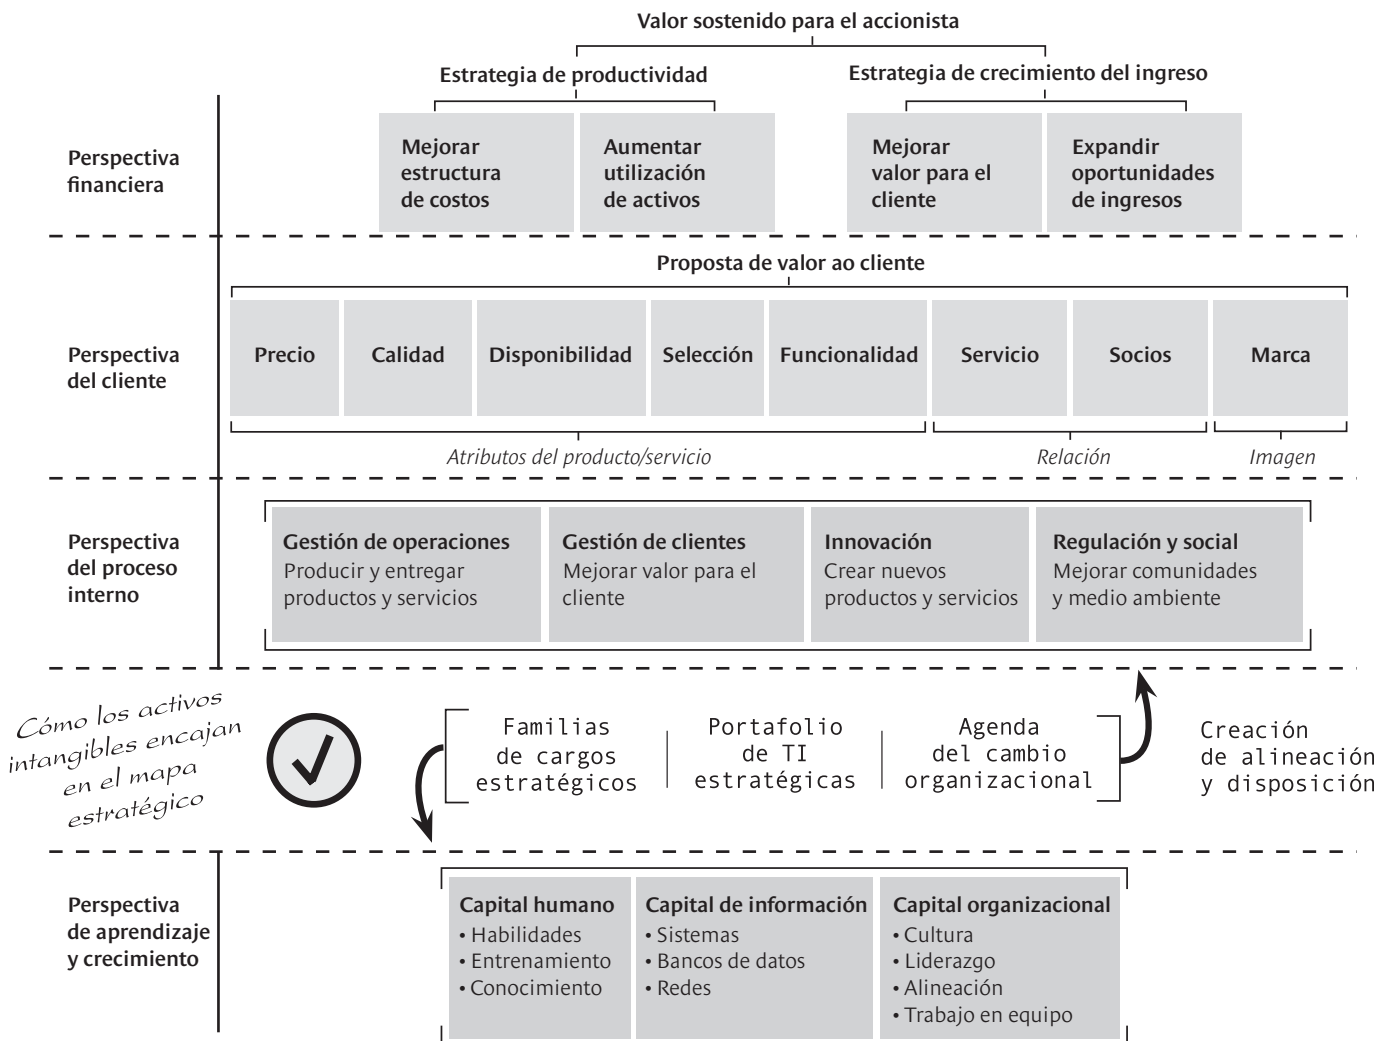 Valor sostenido para el accionista
Estrategia de productividad
Estrategia de crecimiento del ingreso
Perspectiva
financiera
Mejorar
estructura
de costos
Aumentar
utilización
de activos
Mejorar
valor para el
cliente
Expandir
oportunidades
de ingresos
Proposta de valor ao cliente
Perspectiva
del cliente
Precio
Calidad
Disponibilidad
Selección
Funcionalidad
Servicio
Socios
Marca
Atributos del producto/servicio
Relación
Imagen
Perspectiva
del proceso
interno
Gestión de operaciones
Producir y entregar
productos y servicios
Gestión de clientes
Mejorar valor para el
cliente
Innovación
Crear nuevos
productos y servicios
Regulación y social
Mejorar comunidades
y medio ambiente
Cómo los activos
intangibles encajan
en el mapa
estratégico
Familias
de cargos
estratégicos
Portafolio
de TI
estratégicas
Agenda
del cambio
organizacional
Creación
de alineación
y disposición
Perspectiva
de aprendizaje
y crecimiento
Capital humano
• Habilidades
• Entrenamiento
• Conocimiento
Capital de información
• Sistemas
• Bancos de datos
• Redes
Capital organizacional
• Cultura
• Liderazgo
• Alineación
• Trabajo en equipo